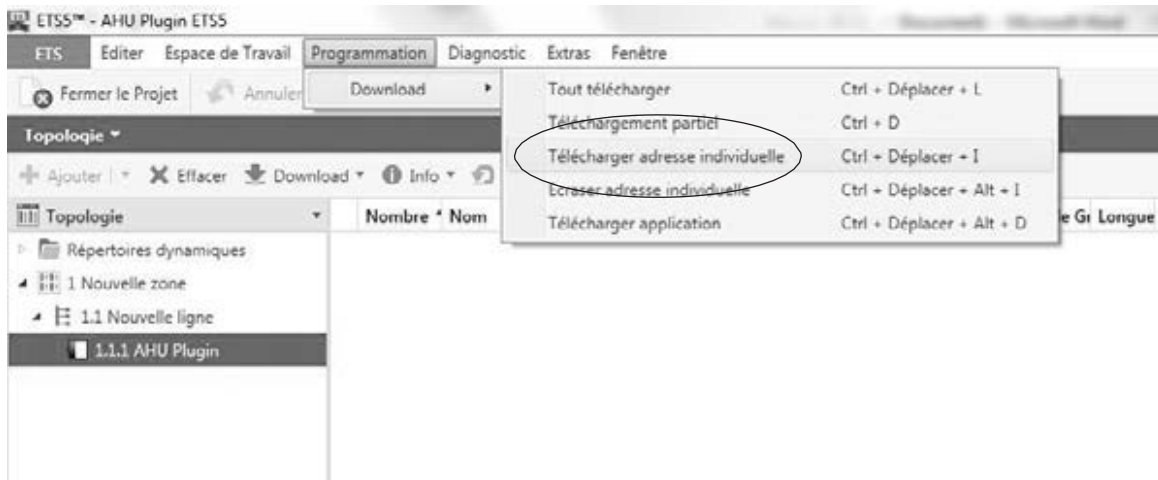 ETS5™ - AHU Plugin ETS5
ETS Editer Espace de Travail Programmation Diagnostic Extras Fenêtre
Fermer le Projet Annuler Download
Tout télécharger Ctrl + Déplacer + L
Téléchargement partiel Ctrl + D
Télécharger adresse individuelle Ctrl + Déplacer + I
Ecraser adresse individuelle Ctrl + Déplacer + Alt + I
Télécharger application Ctrl + Déplacer + Alt + D
Topologie
Ajouter Effacer Download Info
Topologie Nombre Nom e Gr Longue
Répertoires dynamiques
1 Nouvelle zone
1.1 Nouvelle ligne
1.1.1 AHU Plugin